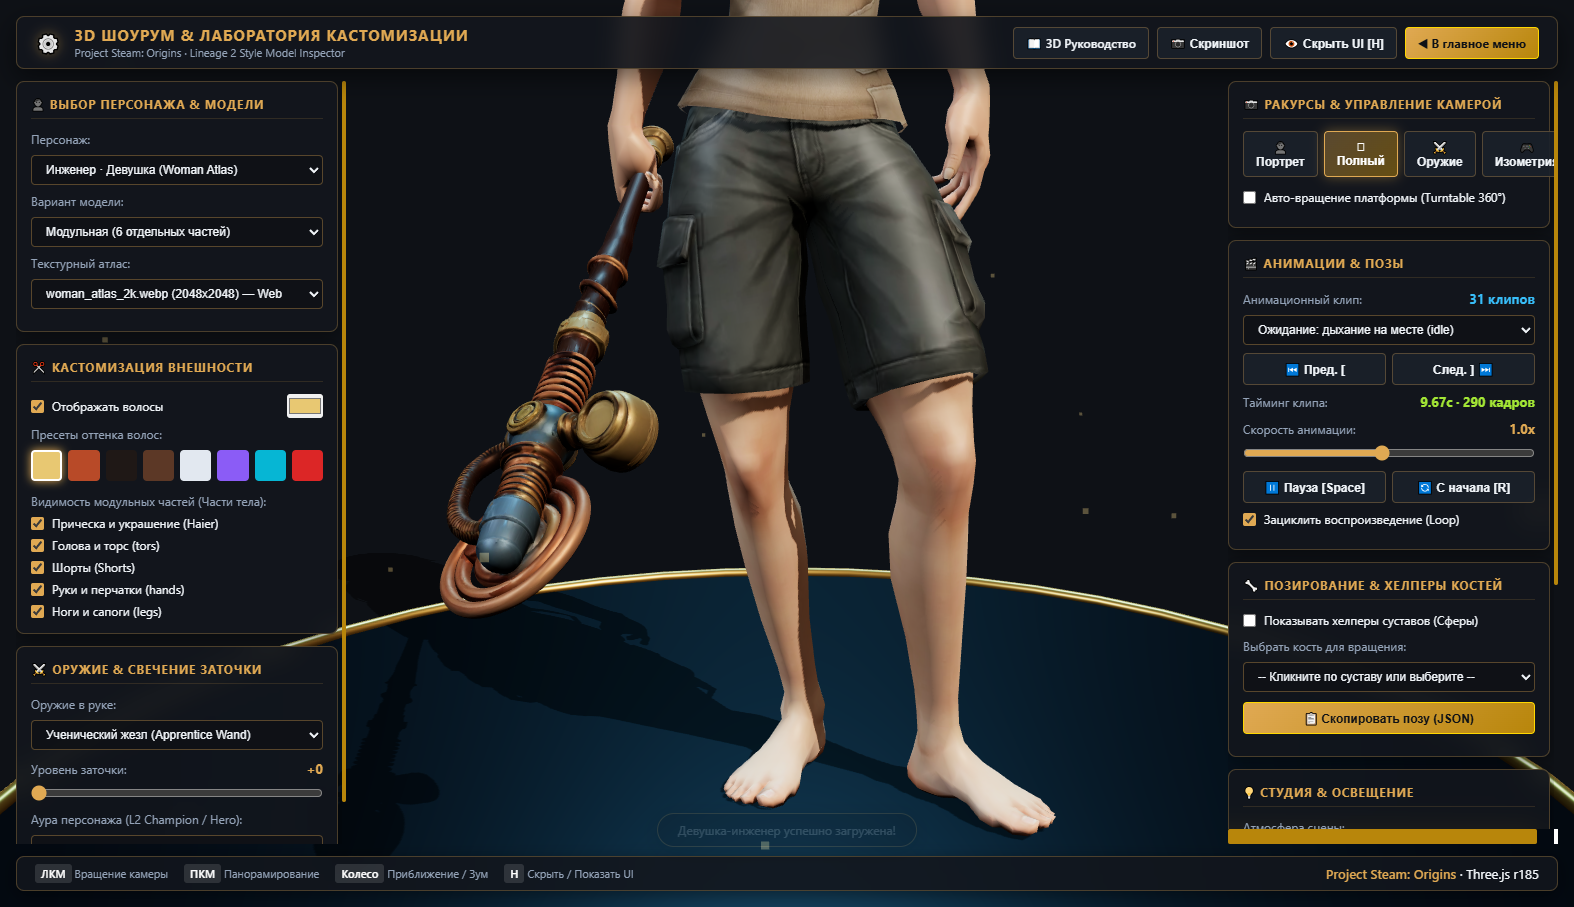 3D ШОУРУМ & ЛАБОРАТОРИЯ КАСТОМИЗАЦИИ
Project Steam: Origins · Lineage 2 Style Model Inspector
3D Руководство
Скриншот
Скрыть UI [H]
◀ В главное меню
ВЫБОР ПЕРСОНАЖА & МОДЕЛИ
Персонаж:
Инженер - Девушка (Woman Atlas)
Вариант модели:
Модульная (6 отдельных частей)
Текстурный атлас:
woman_atlas_2k.webp (2048x2048) — Web
КАСТОМИЗАЦИЯ ВНЕШНОСТИ
Отображать волосы
Пресеты оттенка волос:
Видимость модульных частей (Части тела):
Прическа и украшение (Haier)
Голова и торс (tors)
Шорты (Shorts)
Руки и перчатки (hands)
Ноги и сапоги (legs)
ОРУЖИЕ & СВЕЧЕНИЕ ЗАТОЧКИ
Оружие в руке:
Ученический жезл (Apprentice Wand)
Уровень заточки: +0
Аура персонажа (L2 Champion / Hero):
РАКУРСЫ & УПРАВЛЕНИЕ КАМЕРОЙ
Портрет
Полный
Оружие
Изометрия
Авто-вращение платформы (Turntable 360°)
АНИМАЦИИ & ПОЗЫ
Анимационный клип: 31 клипов
Ожидание: дыхание на месте (idle)
Пред. [
След. ]
Тайминг клипа: 9.67с · 290 кадров
Скорость анимации: 1.0x
Пауза [Space]
С начала [R]
Зациклить воспроизведение (Loop)
ПОЗИРОВАНИЕ & ХЕЛПЕРЫ КОСТЕЙ
Показывать хелперы суставов (Сферы)
Выбрать кость для вращения:
-- Кликните по суставу или выберите --
Скопировать позу (JSON)
СТУДИЯ & ОСВЕЩЕНИЕ
Атмосфера сцены:
Девушка-инженер успешно загружена!
ЛКМ Вращение камеры ПКМ Панорамирование Колесо Приближение / Зум H Скрыть / Показать UI
Project Steam: Origins · Three.js r185